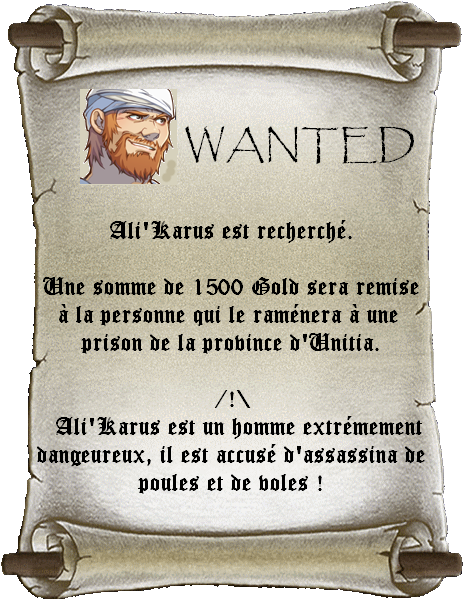 WANTED
Ali'Karus est recherché.
Une somme de 1500 Gold sera remise
à la personne qui le raménera à une
prison de la province d'Unitia.
/!\
Ali'Karus est un homme extrémement
dangeureux, il est accusé d'assassina de
poules et de voles !